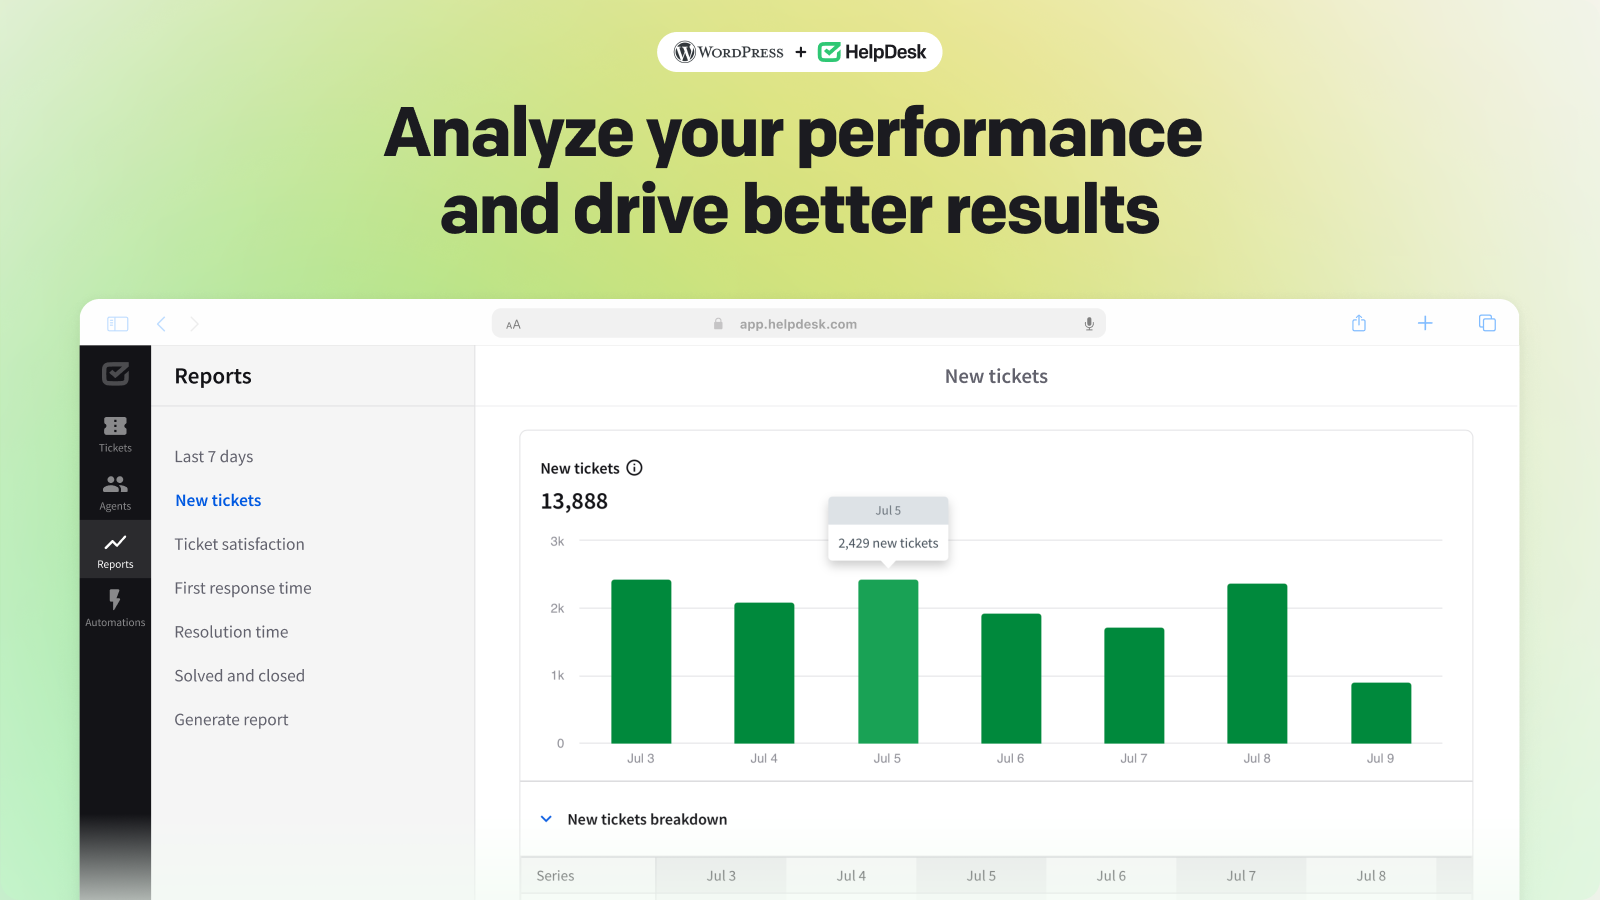 WordPress + HelpDesk
Analyze your performance
and drive better results
AA
app.helpdesk.com
Reports
New tickets
Tickets
Agents
Reports
Automations
Last 7 days
New tickets
Ticket satisfaction
First response time
Resolution time
Solved and closed
Generate report
New tickets
13,888
Jul 5
2,429 new tickets
3k
2k
1k
0
Jul 3
Jul 4
Jul 5
Jul 6
Jul 7
Jul 8
Jul 9
New tickets breakdown
Series Jul 3 Jul 4 Jul 5 Jul 6 Jul 7 Jul 8